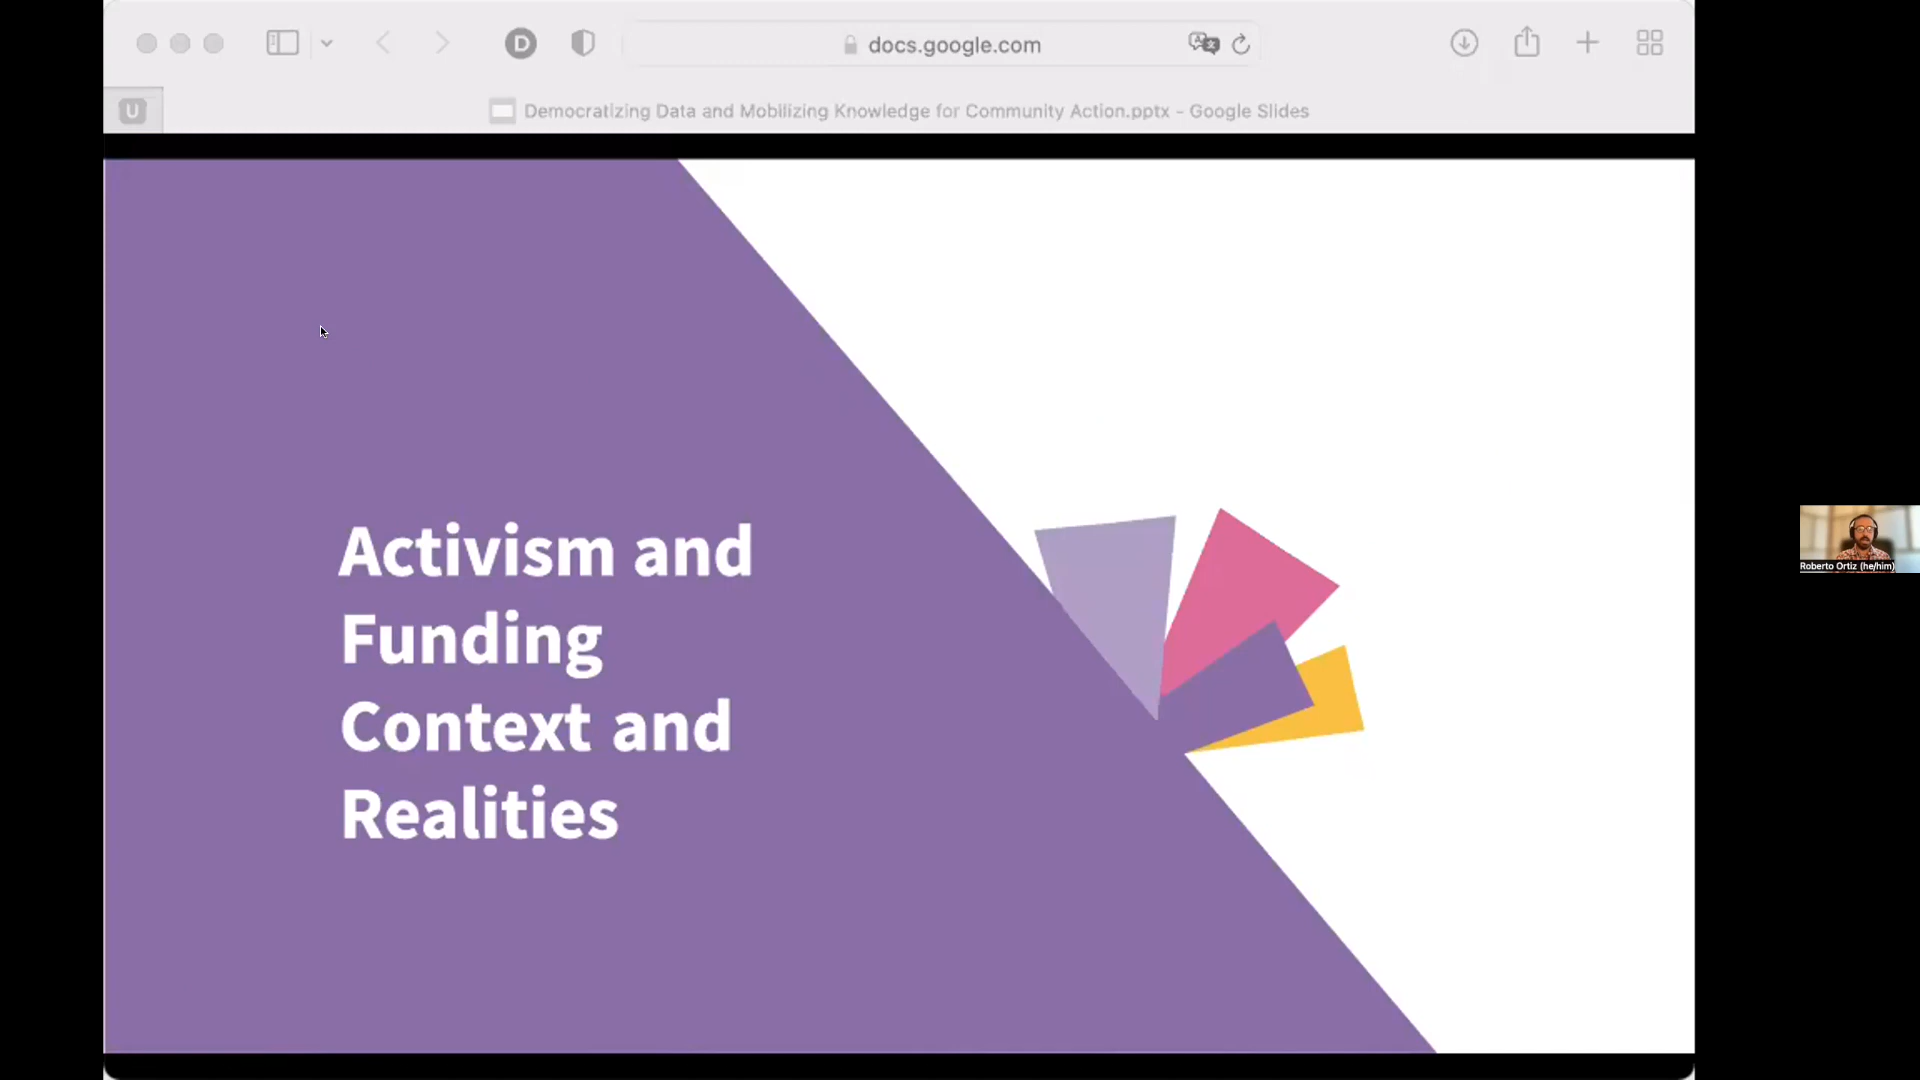 D
docs.google.com
U
Democratizing Data and Mobilizing Knowledge for Community Action.pptx - Google Slides
Activism and
Funding
Context and
Realities
Roberto Ortiz (he/him)